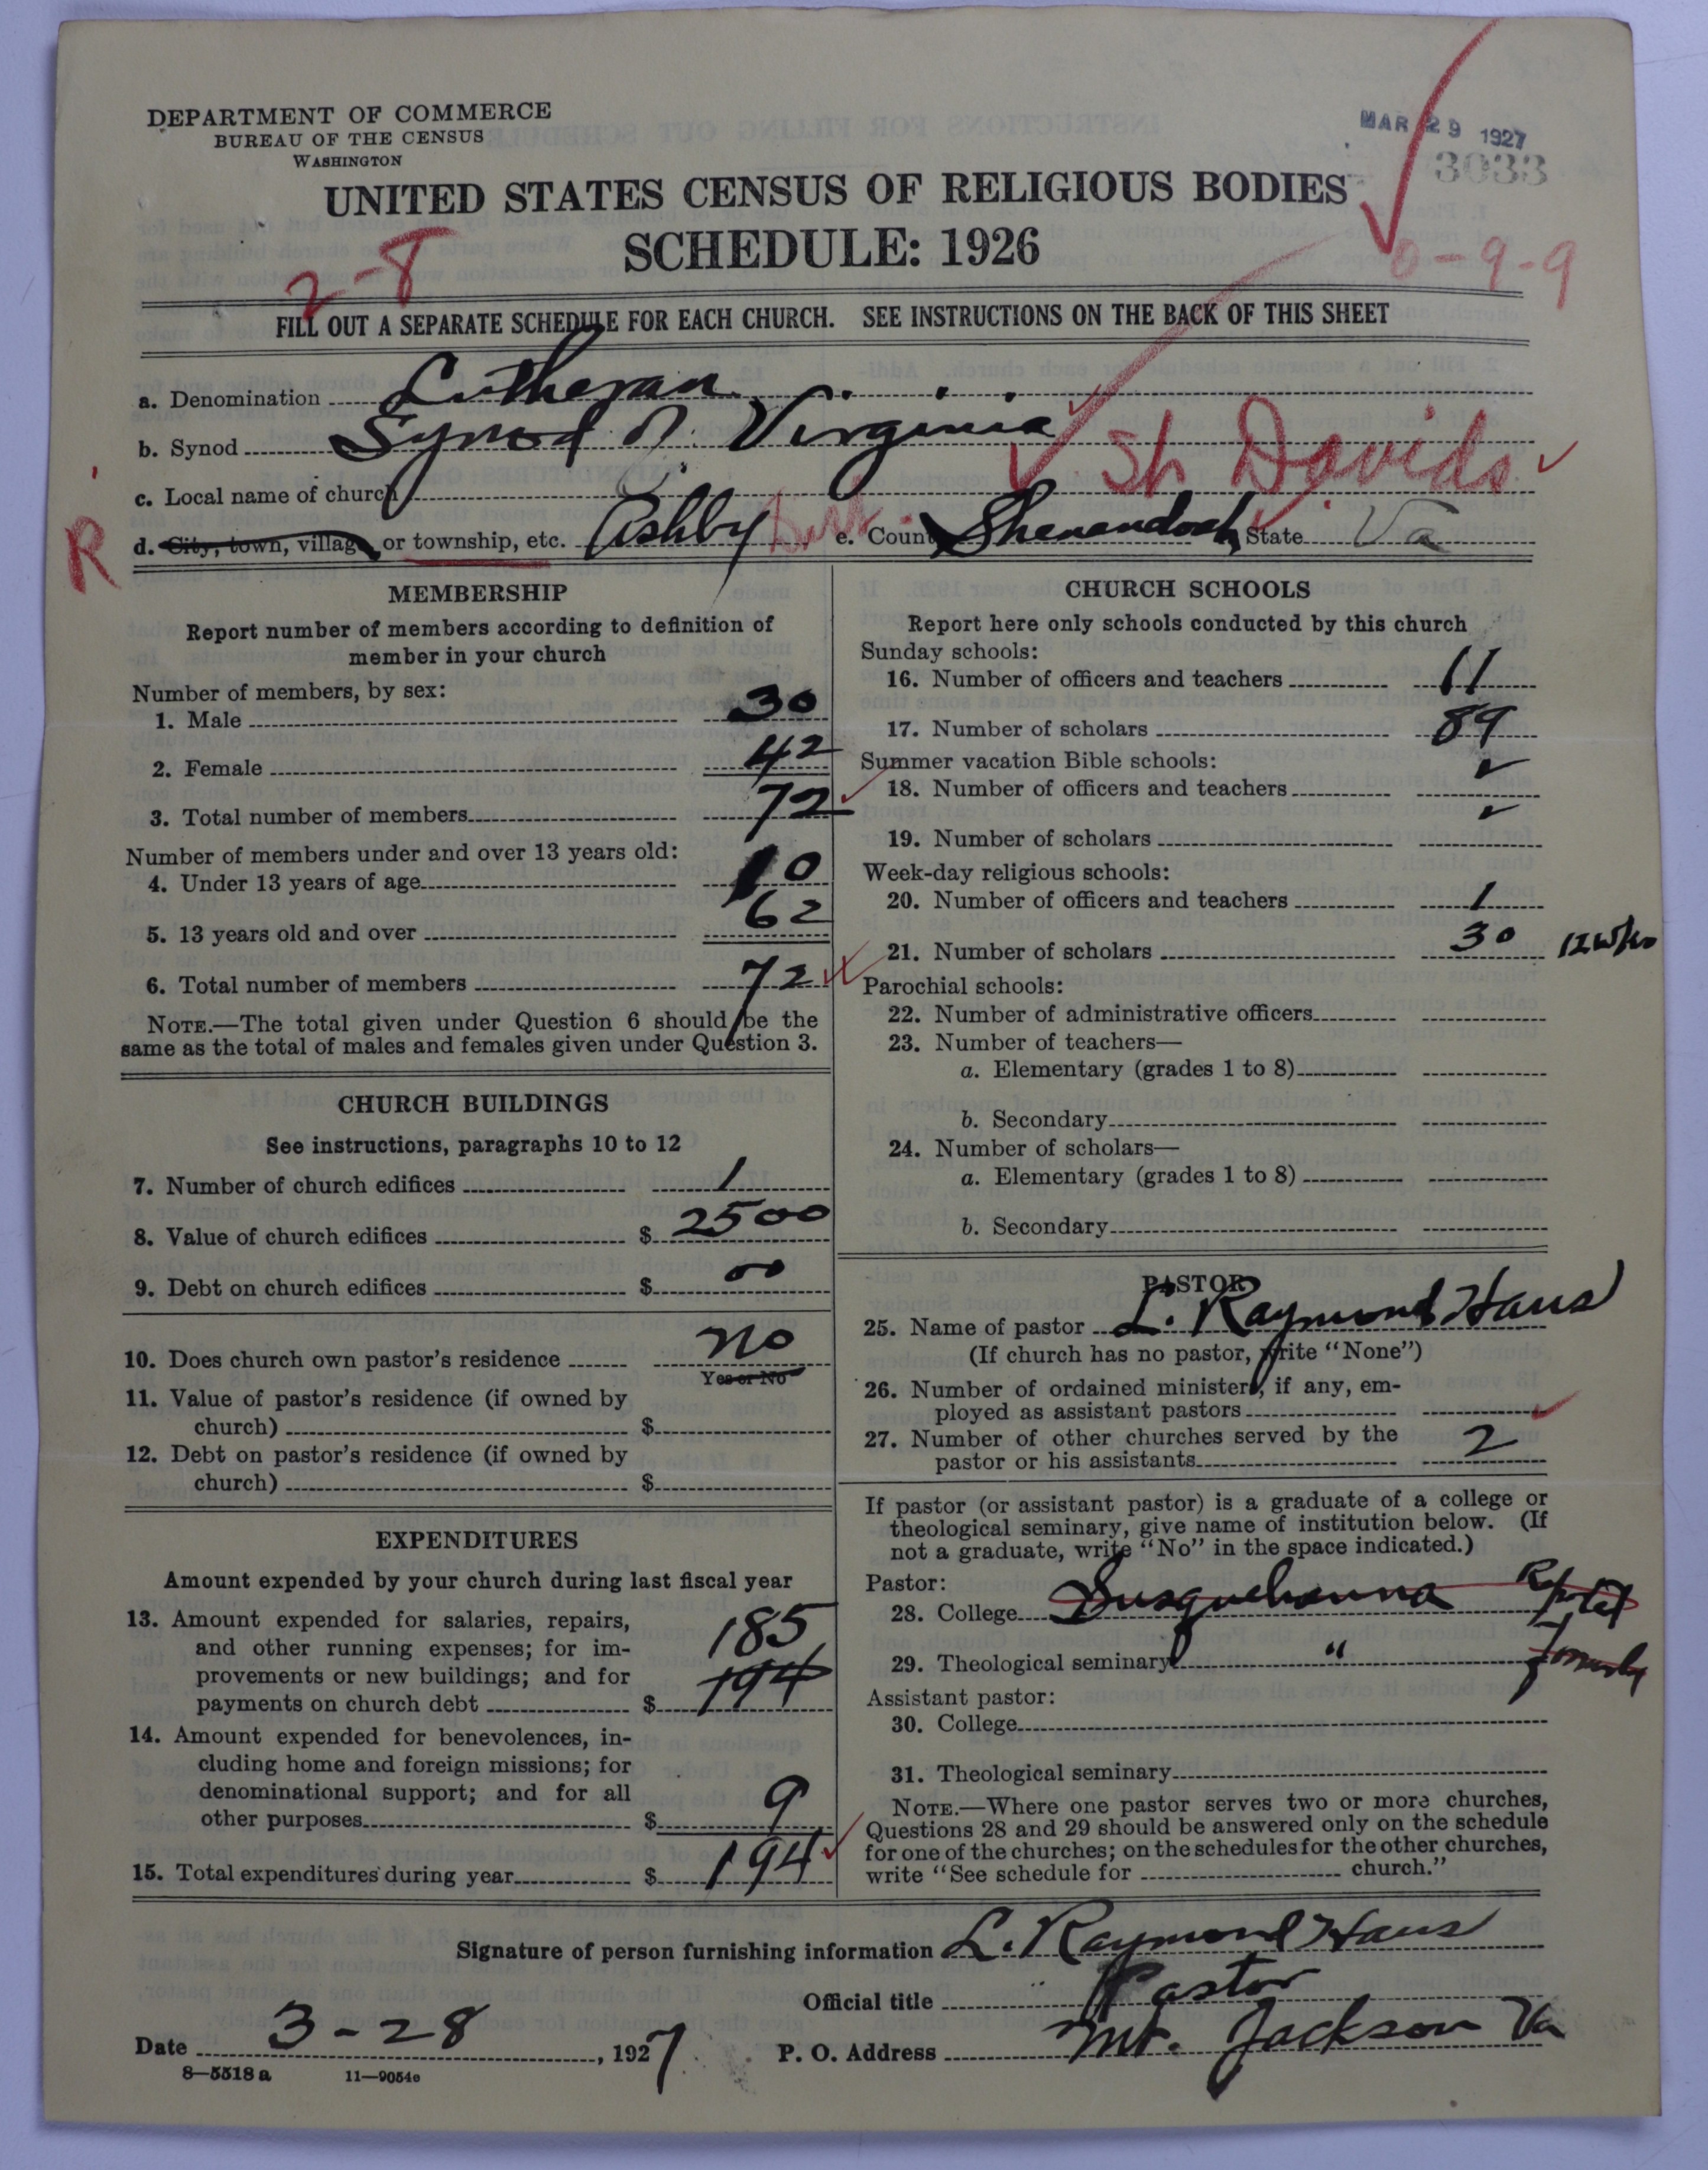 DEPARTMENT OF COMMERCE
BUREAU OF THE CENSUS
WASHINGTON
MAR 29 1927
3033
UNITED STATES CENSUS OF RELIGIOUS BODIES
SCHEDULE: 1926
2-8
0-9-9
FILL OUT A SEPARATE SCHEDULE FOR EACH CHURCH. SEE INSTRUCTIONS ON THE BACK OF THIS SHEET
a. Denomination Lutheran
b. Synod Synod of Virginia
c. Local name of church St Davids
R
d. City, town, village or township, etc. Ashby Dist. e. County Shenandoah State Va
MEMBERSHIP
Report number of members according to definition of
member in your church
Number of members, by sex:
1. Male 30
2. Female 42
3. Total number of members 72
Number of members under and over 13 years old:
4. Under 13 years of age 10
5. 13 years old and over 62
6. Total number of members 72
NOTE.—The total given under Question 6 should be the
same as the total of males and females given under Question 3.
CHURCH BUILDINGS
See instructions, paragraphs 10 to 12
7. Number of church edifices 1
8. Value of church edifices $ 2500
9. Debt on church edifices $ 00
10. Does church own pastor's residence no
Yes or No
11. Value of pastor's residence (if owned by
church) $
12. Debt on pastor's residence (if owned by
church) $
EXPENDITURES
Amount expended by your church during last fiscal year
13. Amount expended for salaries, repairs,
and other running expenses; for im-
provements or new buildings; and for
payments on church debt $ 185
194
14. Amount expended for benevolences, in-
cluding home and foreign missions; for
denominational support; and for all
other purposes $ 9
15. Total expenditures during year $ 194
CHURCH SCHOOLS
Report here only schools conducted by this church
Sunday schools:
16. Number of officers and teachers 11
17. Number of scholars 89
Summer vacation Bible schools:
18. Number of officers and teachers
19. Number of scholars
Week-day religious schools:
20. Number of officers and teachers 1
21. Number of scholars 30 12 wks
Parochial schools:
22. Number of administrative officers
23. Number of teachers—
a. Elementary (grades 1 to 8)
b. Secondary
24. Number of scholars—
a. Elementary (grades 1 to 8)
b. Secondary
PASTOR
25. Name of pastor L. Raymond Haus
(If church has no pastor, write "None")
26. Number of ordained ministers, if any, em-
ployed as assistant pastors
27. Number of other churches served by the
pastor or his assistants 2
If pastor (or assistant pastor) is a graduate of a college or
theological seminary, give name of institution below. (If
not a graduate, write "No" in the space indicated.)
Pastor:
28. College Susquehanna Reported
29. Theological seminary "
Assistant pastor:
30. College
31. Theological seminary
NOTE.—Where one pastor serves two or more churches,
Questions 28 and 29 should be answered only on the schedule
for one of the churches; on the schedules for the other churches,
write "See schedule for church."
Signature of person furnishing information L. Raymond Haus
Official title Pastor
Date 3-28, 1927 P. O. Address Mt. Jackson Va
8—5518 a 11—9054e